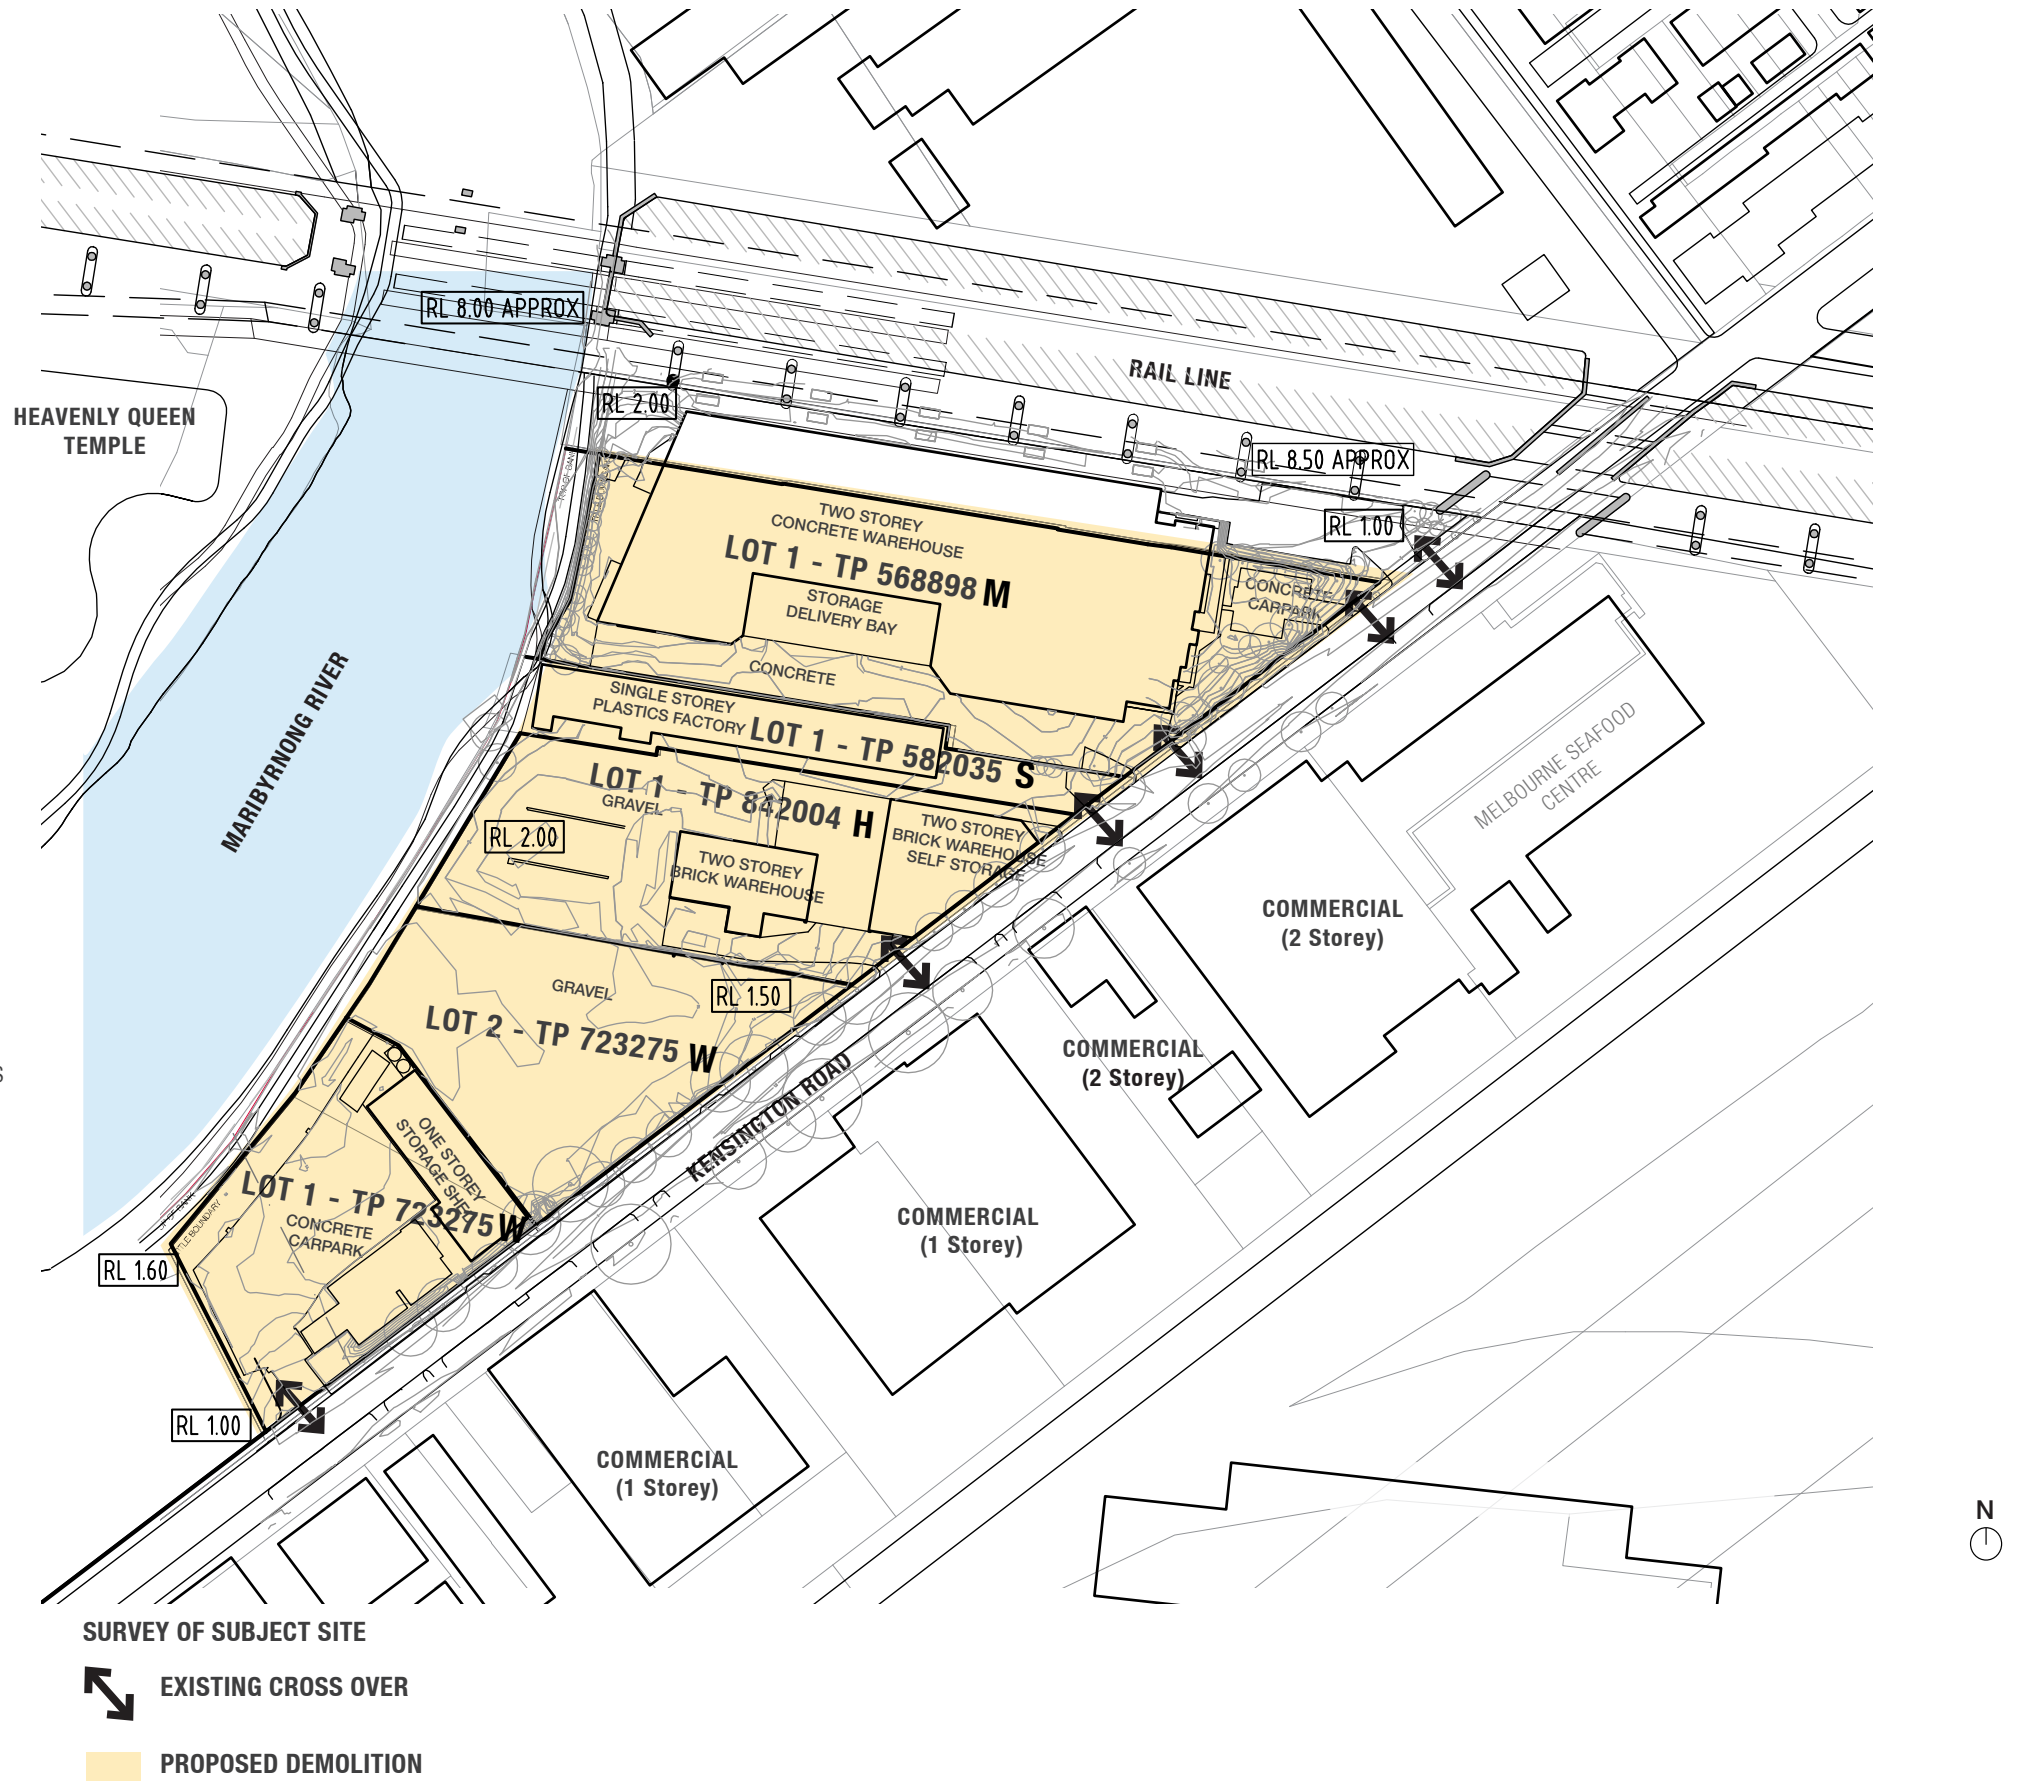 RL 8.00 APPROX
RAIL LINE
HEAVENLY QUEEN
TEMPLE
RL 2.00
RL 8.50 APPROX
RL 1.00
TWO STOREY
CONCRETE WAREHOUSE
LOT 1 - TP 568898 M
STORAGE
DELIVERY BAY
CONCRETE
CARPARK
CONCRETE
SINGLE STOREY
PLASTICS FACTORY
LOT 1 - TP 582035 S
MARIBYRNONG RIVER
LOT 1 - TP 842004 H
GRAVEL
RL 2.00
TWO STOREY
BRICK WAREHOUSE
SELF STORAGE
TWO STOREY
BRICK WAREHOUSE
MELBOURNE SEAFOOD
CENTRE
COMMERCIAL
(2 Storey)
GRAVEL
RL 1.50
LOT 2 - TP 723275 W
COMMERCIAL
(2 Storey)
KENSINGTON ROAD
ONE STOREY
STORAGE SHED
LOT 1 - TP 723275 W
CONCRETE
CARPARK
COMMERCIAL
(1 Storey)
RL 1.60
RL 1.00
COMMERCIAL
(1 Storey)
N
SURVEY OF SUBJECT SITE
EXISTING CROSS OVER
PROPOSED DEMOLITION